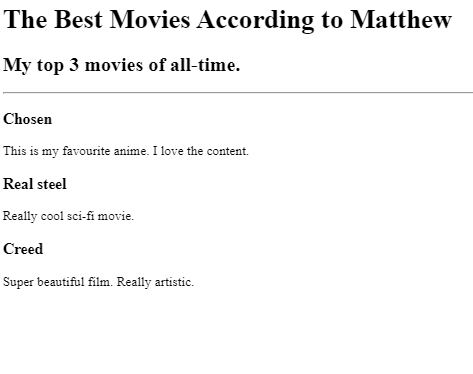 The Best Movies According to Matthew
My top 3 movies of all-time.
Chosen
This is my favourite anime. I love the content.
Real steel
Really cool sci-fi movie.
Creed
Super beautiful film. Really artistic.